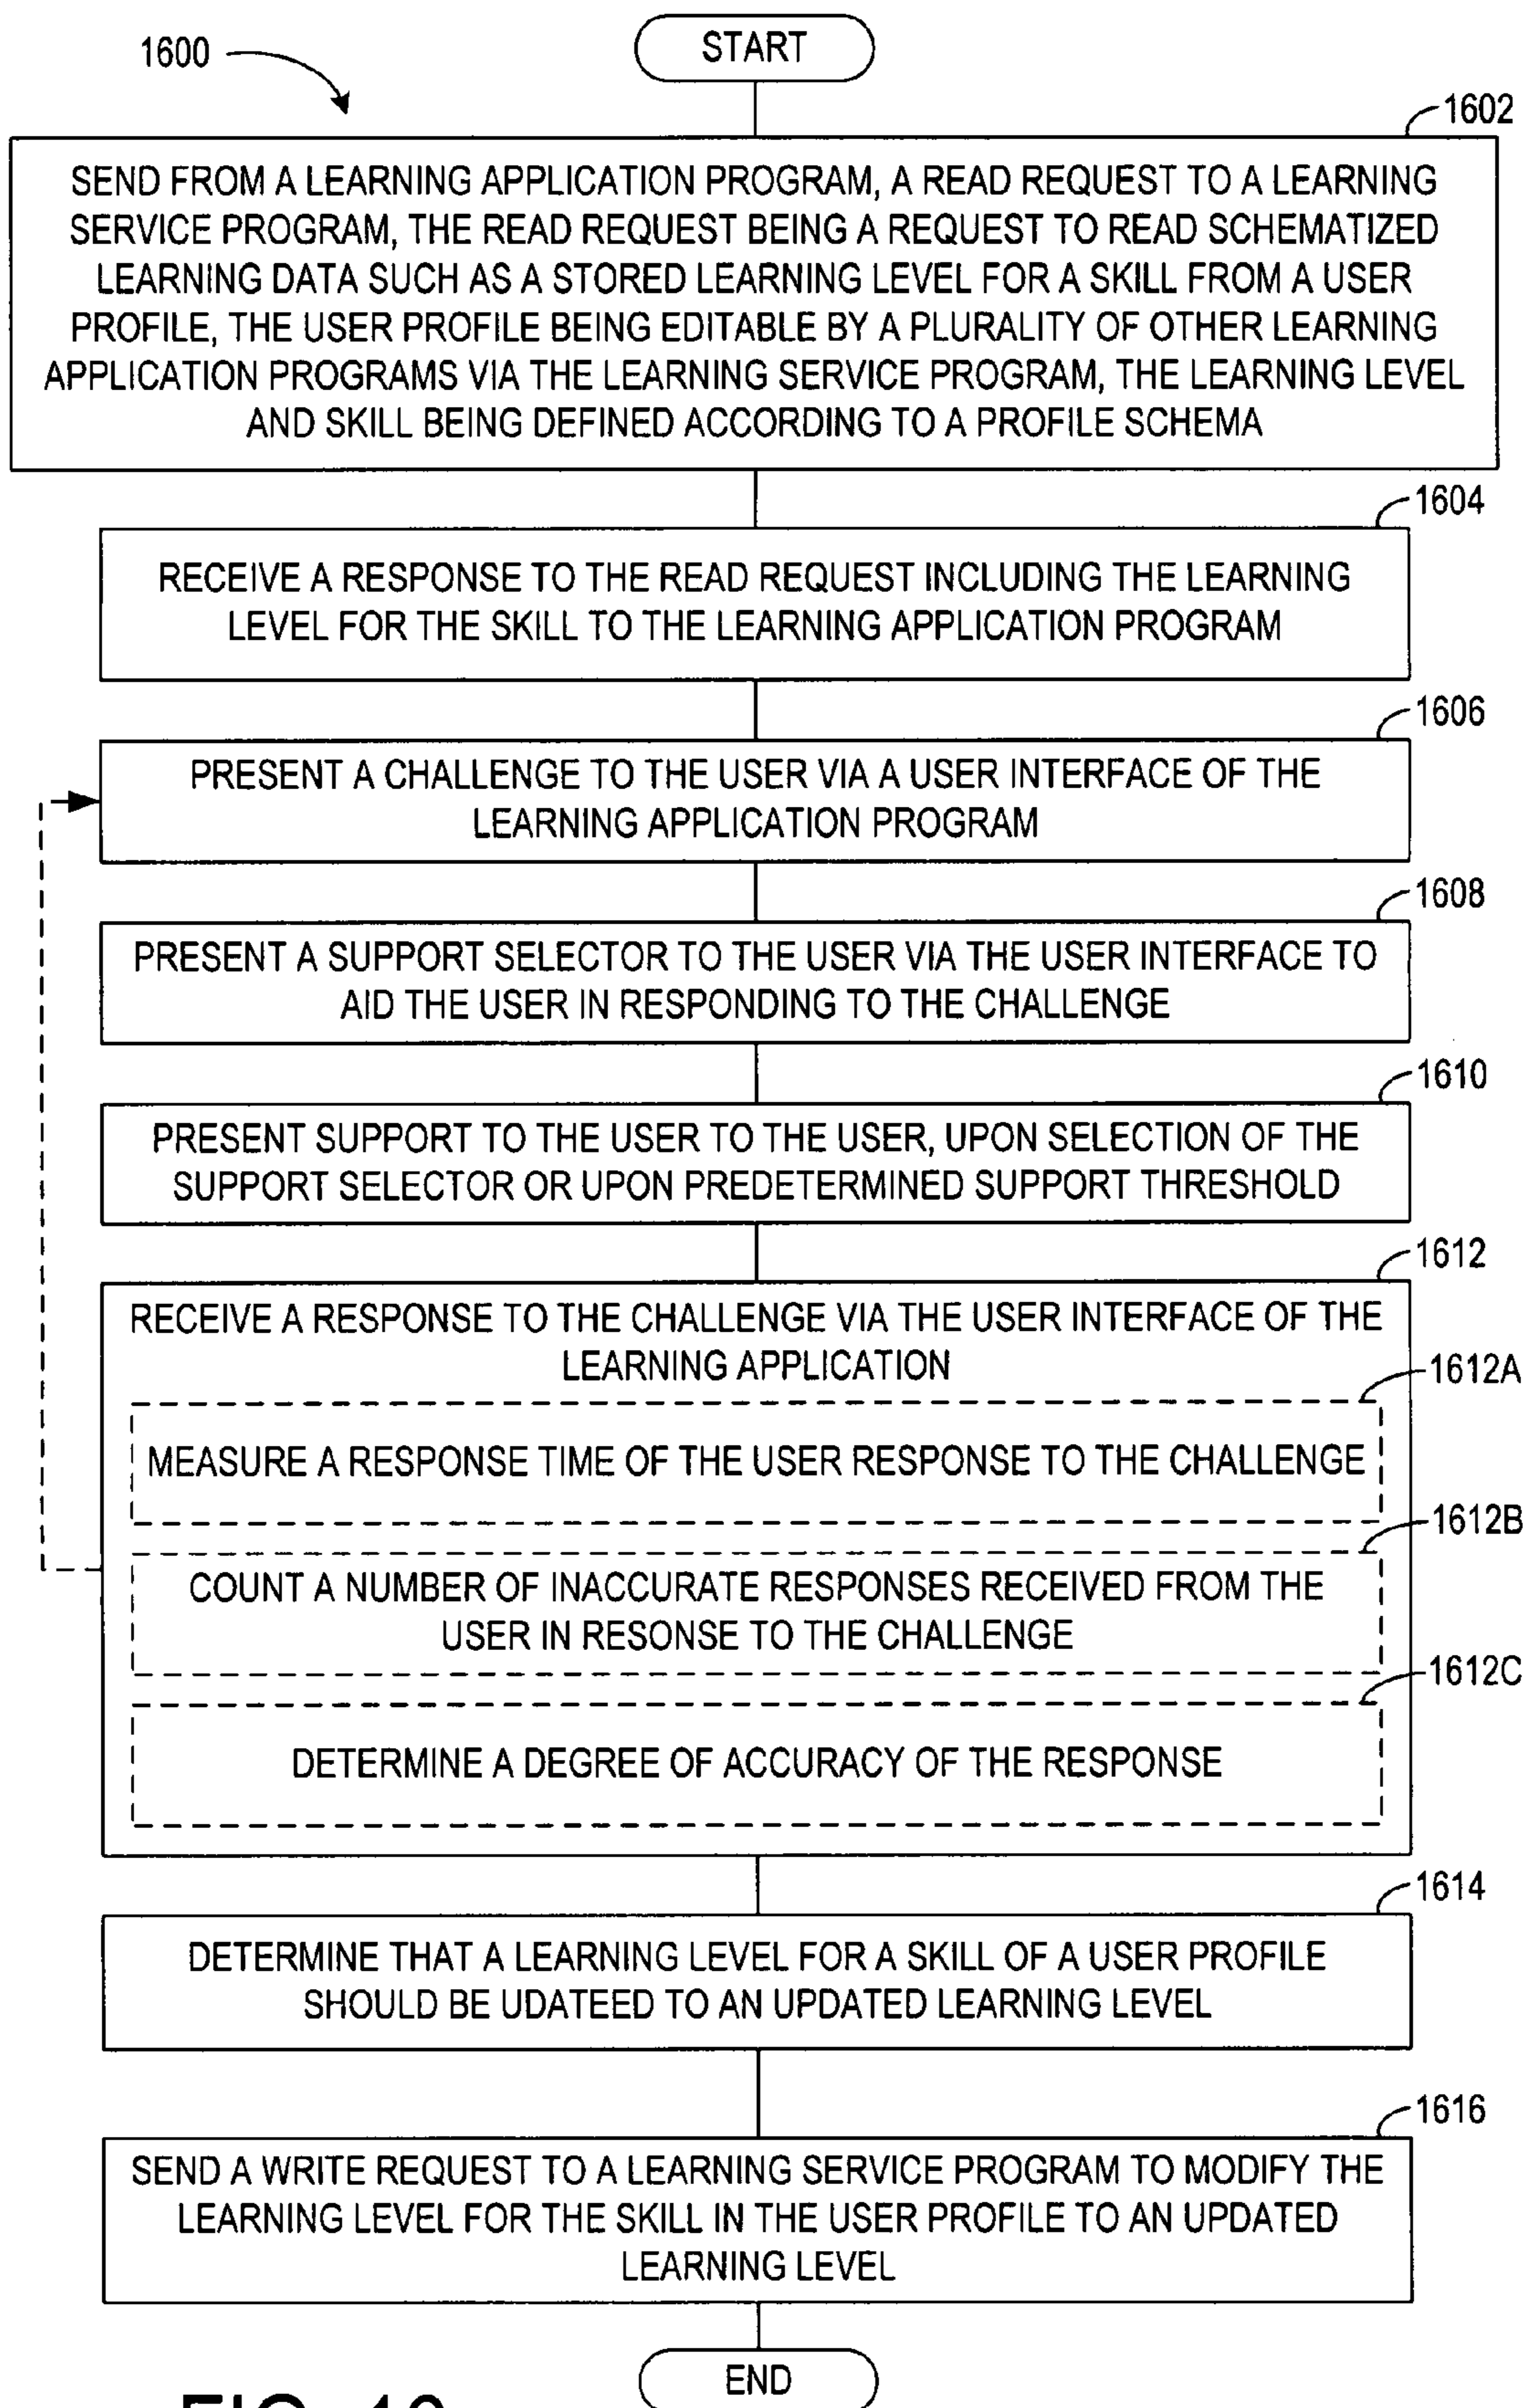 1600
START
1602
SEND FROM A LEARNING APPLICATION PROGRAM, A READ REQUEST TO A LEARNING
SERVICE PROGRAM, THE READ REQUEST BEING A REQUEST TO READ SCHEMATIZED
LEARNING DATA SUCH AS A STORED LEARNING LEVEL FOR A SKILL FROM A USER
PROFILE, THE USER PROFILE BEING EDITABLE BY A PLURALITY OF OTHER LEARNING
APPLICATION PROGRAMS VIA THE LEARNING SERVICE PROGRAM, THE LEARNING LEVEL
AND SKILL BEING DEFINED ACCORDING TO A PROFILE SCHEMA
1604
RECEIVE A RESPONSE TO THE READ REQUEST INCLUDING THE LEARNING
LEVEL FOR THE SKILL TO THE LEARNING APPLICATION PROGRAM
1606
PRESENT A CHALLENGE TO THE USER VIA A USER INTERFACE OF THE
LEARNING APPLICATION PROGRAM
1608
PRESENT A SUPPORT SELECTOR TO THE USER VIA THE USER INTERFACE TO
AID THE USER IN RESPONDING TO THE CHALLENGE
1610
PRESENT SUPPORT TO THE USER TO THE USER, UPON SELECTION OF THE
SUPPORT SELECTOR OR UPON PREDETERMINED SUPPORT THRESHOLD
1612
RECEIVE A RESPONSE TO THE CHALLENGE VIA THE USER INTERFACE OF THE
LEARNING APPLICATION
1612A
MEASURE A RESPONSE TIME OF THE USER RESPONSE TO THE CHALLENGE
1612B
COUNT A NUMBER OF INACCURATE RESPONSES RECEIVED FROM THE
USER IN RESONSE TO THE CHALLENGE
1612C
DETERMINE A DEGREE OF ACCURACY OF THE RESPONSE
1614
DETERMINE THAT A LEARNING LEVEL FOR A SKILL OF A USER PROFILE
SHOULD BE UDATEED TO AN UPDATED LEARNING LEVEL
1616
SEND A WRITE REQUEST TO A LEARNING SERVICE PROGRAM TO MODIFY THE
LEARNING LEVEL FOR THE SKILL IN THE USER PROFILE TO AN UPDATED
LEARNING LEVEL
END